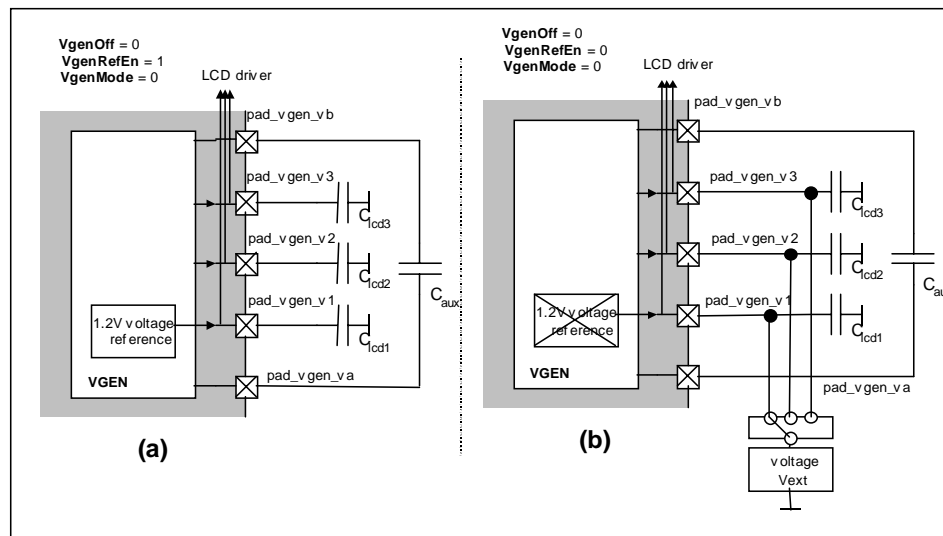 VgenOff = 0
VgenRefEn = 1
VgenMode = 0
LCD driver
pad_vgen_vb
pad_vgen_v3
Clcd3
pad_vgen_v2
Clcd2
Caux
pad_vgen_v1
1.2V voltage
reference
Clcd1
VGEN
pad_vgen_va
(a)
VgenOff = 0
VgenRefEn = 0
VgenMode = 0
LCD driver
pad_vgen_vb
pad_vgen_v3
Clcd3
pad_vgen_v2
Clcd2
Cau
pad_vgen_v1
1.2V voltage
reference
Clcd1
VGEN
pad_vgen_va
(b)
voltage
Vext